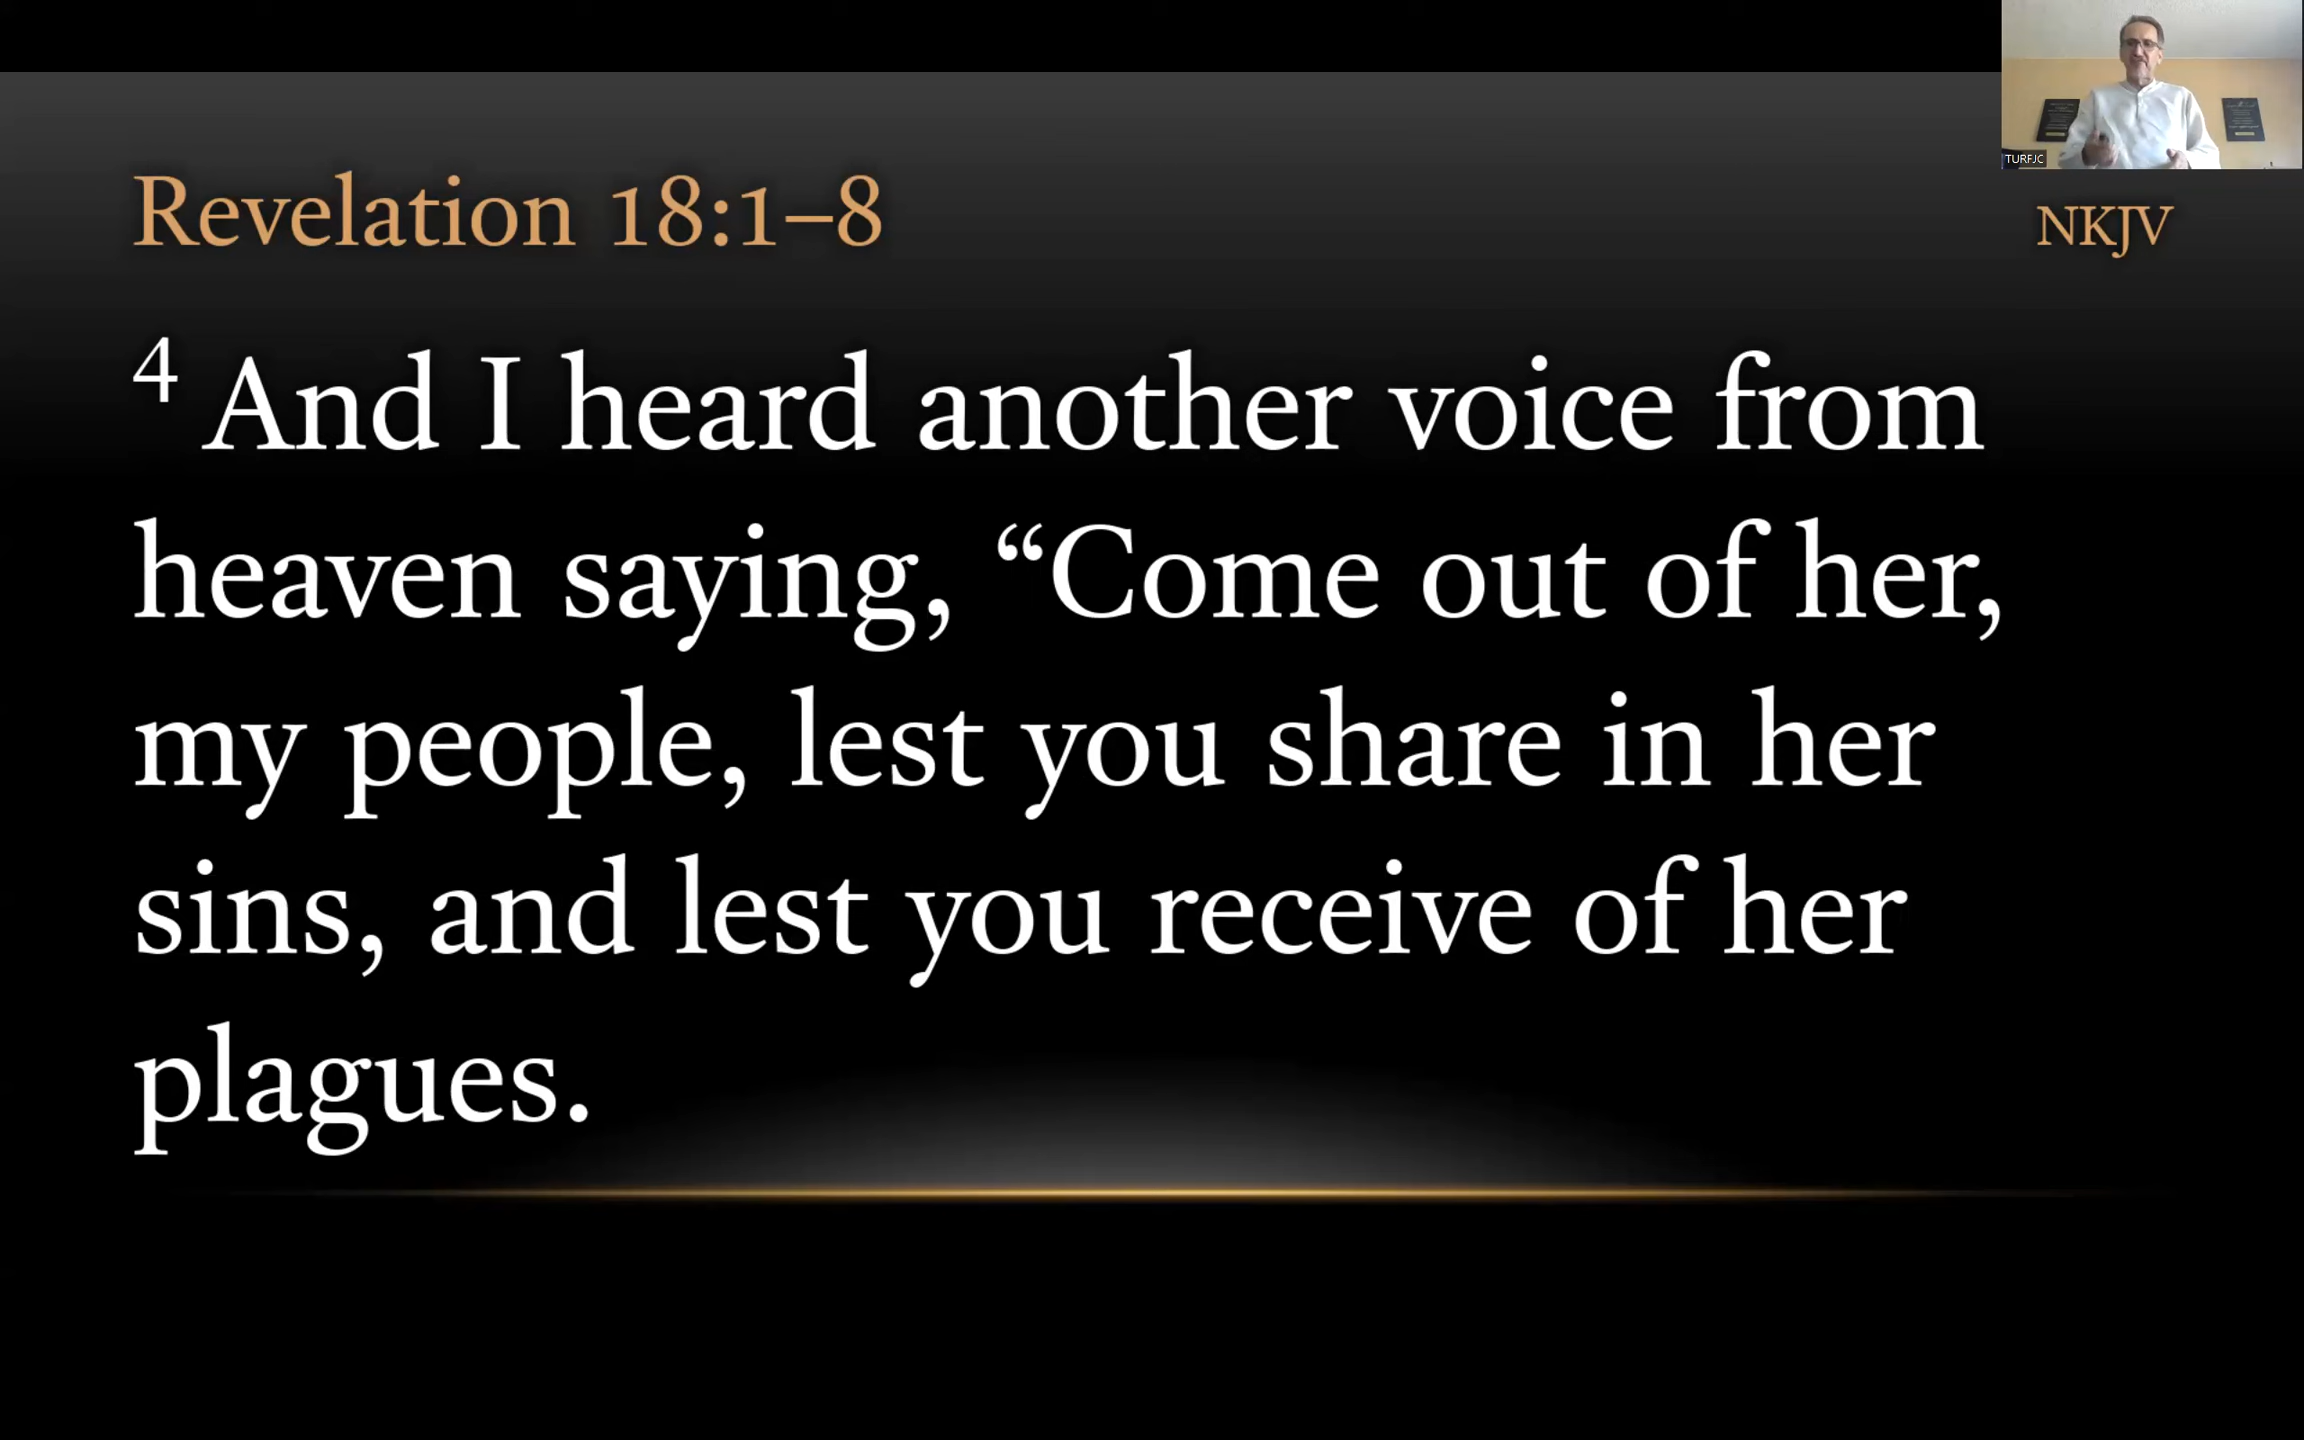 TURFJC
Revelation 18:1–8
NKJV
4 And I heard another voice from
heaven saying, “Come out of her,
my people, lest you share in her
sins, and lest you receive of her
plagues.